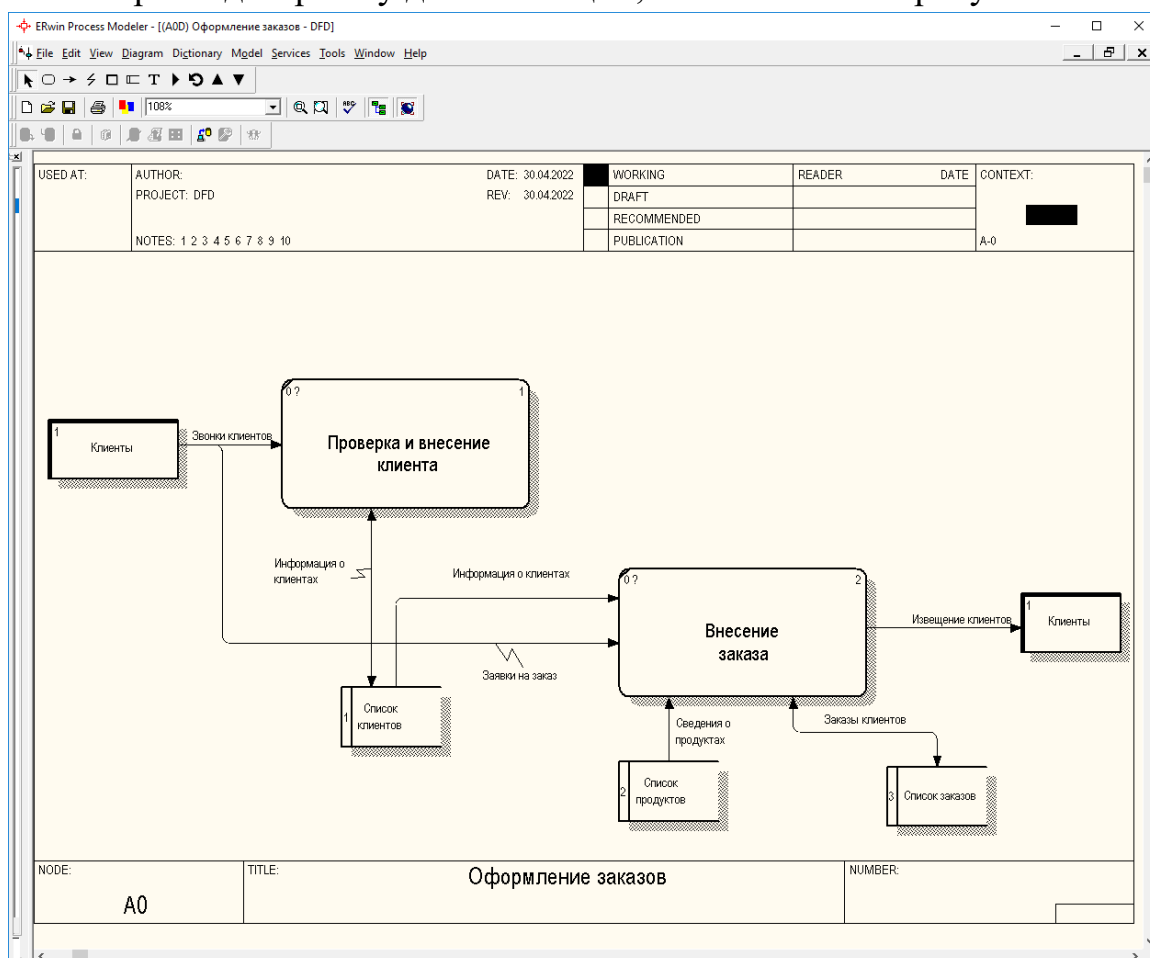 ERwin Process Modeler - [(A0D) Оформление заказов - DFD]
File Edit View Diagram Dictionary Model Services Tools Window Help
108%
USED AT:
AUTHOR:
DATE: 30.04.2022
PROJECT: DFD
REV: 30.04.2022
NOTES: 1 2 3 4 5 6 7 8 9 10
WORKING
DRAFT
RECOMMENDED
PUBLICATION
READER
DATE
CONTEXT:
A-0
1
Клиенты
Звонки клиентов
0 ?
1
Проверка и внесение
клиента
Информация о
клиентах
Информация о клиентах
Заявки на заказ
0 ?
2
Внесение
заказа
Извещение клиентов
1
Клиенты
1
Список
клиентов
Сведения о
продуктах
Заказы клиентов
2
Список
продуктов
3
Список заказов
NODE:
A0
TITLE:
Оформление заказов
NUMBER: